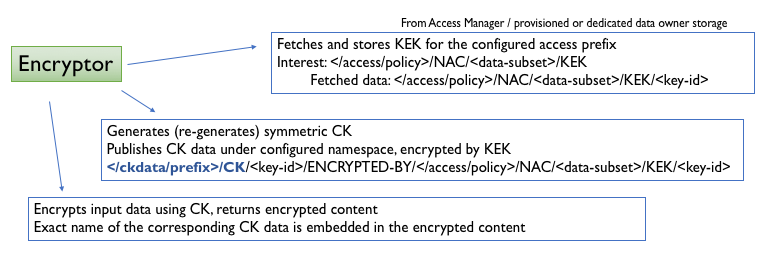 From Access Manager / provisioned or dedicated data owner storage
Encryptor
Fetches and stores KEK for the configured access prefix
Interest: </access/policy>/NAC/<data-subset>/KEK
Fetched data: </access/policy>/NAC/<data-subset>/KEK/<key-id>
Generates (re-generates) symmetric CK
Publishes CK data under configured namespace, encrypted by KEK
</ckdata/prefix>/CK/<key-id>/ENCRYPTED-BY/</access/policy>/NAC/<data-subset>/KEK/<key-id>
Encrypts input data using CK, returns encrypted content
Exact name of the corresponding CK data is embedded in the encrypted content